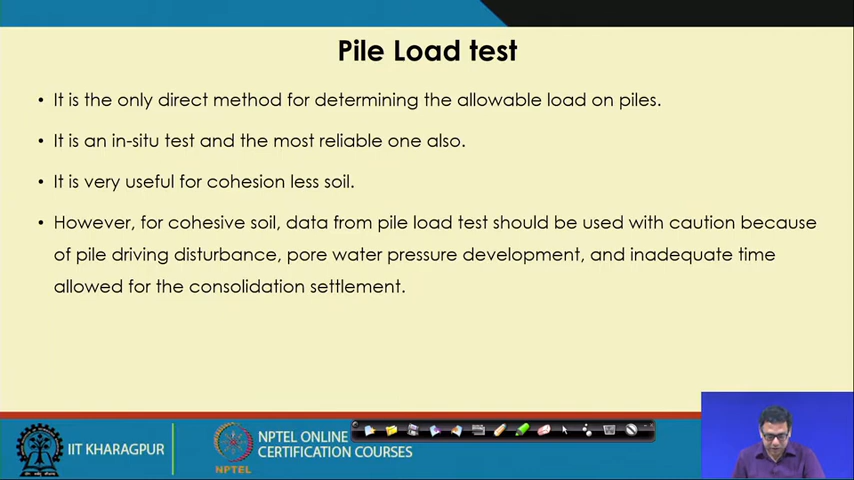 Pile Load test
• It is the only direct method for determining the allowable load on piles.
• It is an in-situ test and the most reliable one also.
• It is very useful for cohesion less soil.
• However, for cohesive soil, data from pile load test should be used with caution because
of pile driving disturbance, pore water pressure development, and inadequate time
allowed for the consolidation settlement.
IIT KHARAGPUR
NPTEL
NPTEL ONLINE
CERTIFICATION COURSES